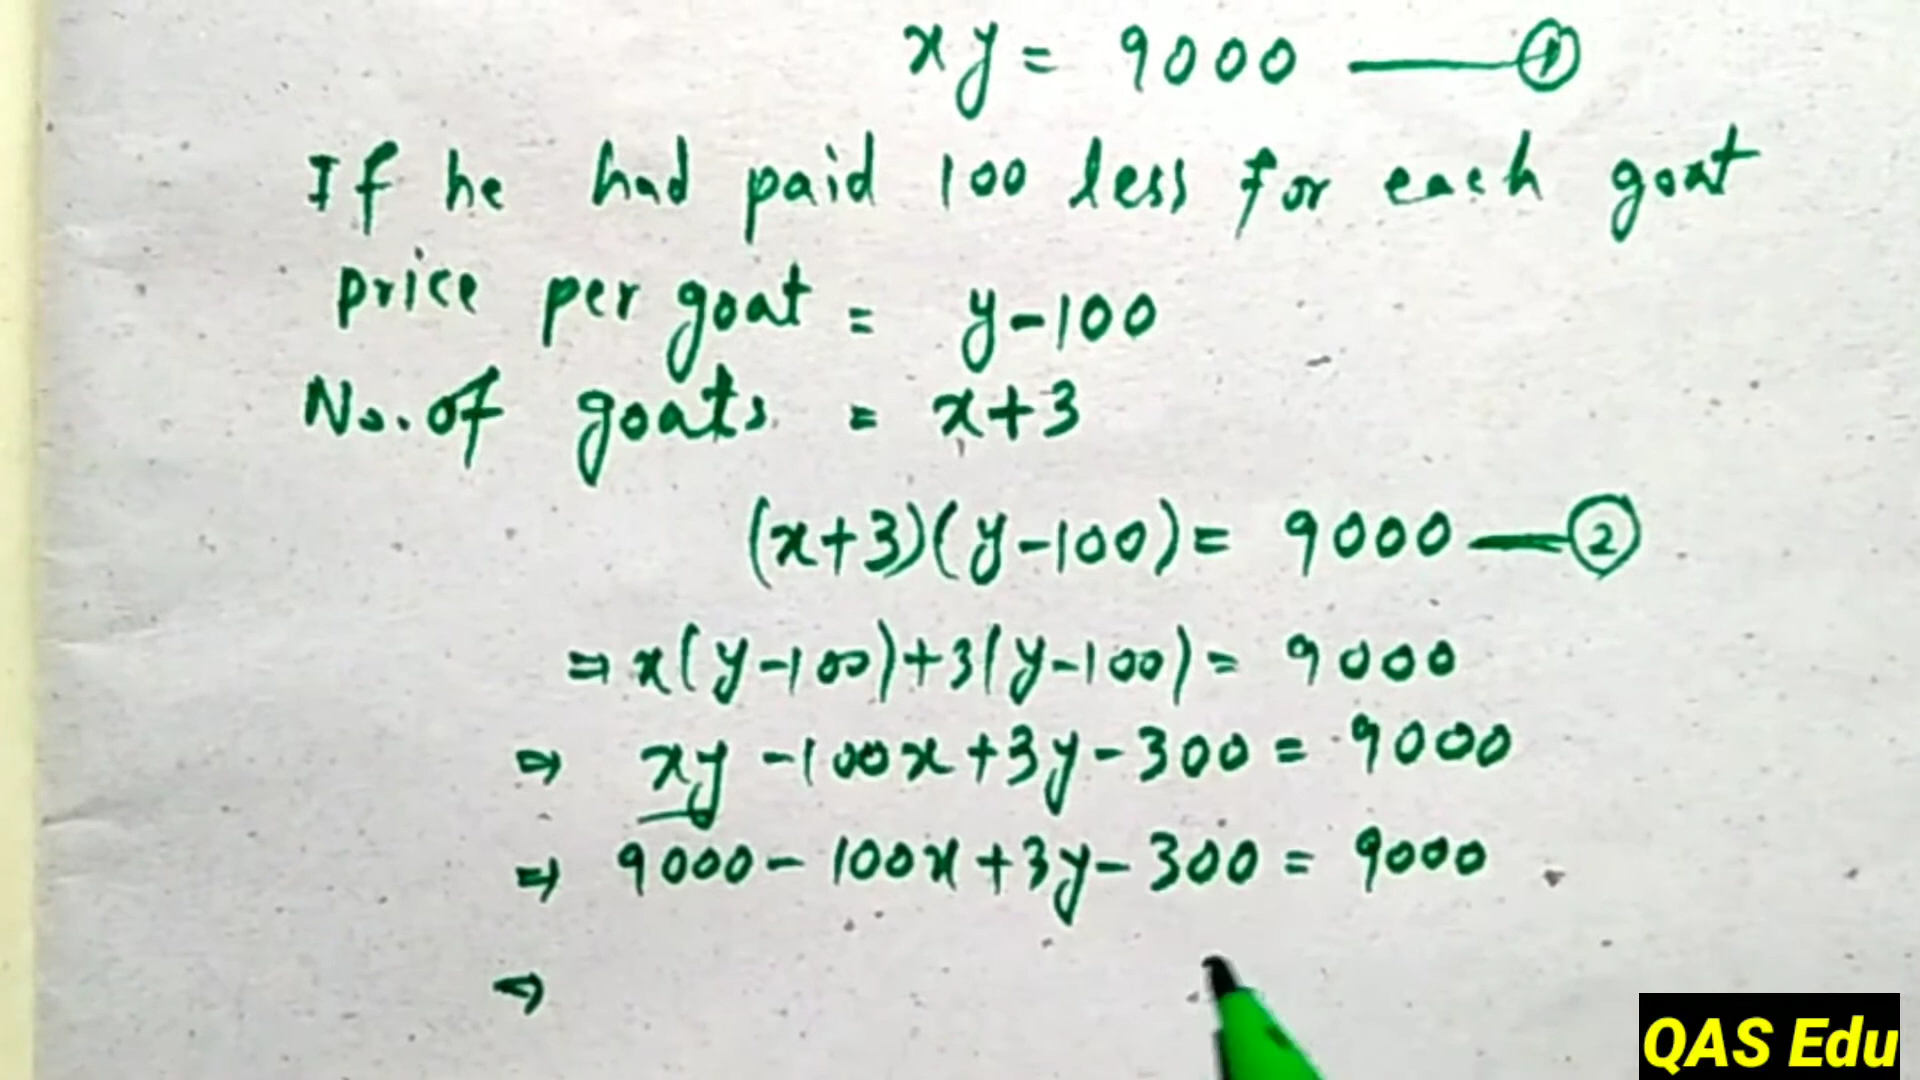 xy = 9000 —— ①
If he had paid 100 less for each goat
price per goat = y-100
No. of goats = x+3
(x+3)(y-100) = 9000 — ②
⇒ x(y-100)+3(y-100) = 9000
⇒ xy -100x+3y-300 = 9000
⇒ 9000-100x+3y-300 = 9000
⇒
QAS Edu